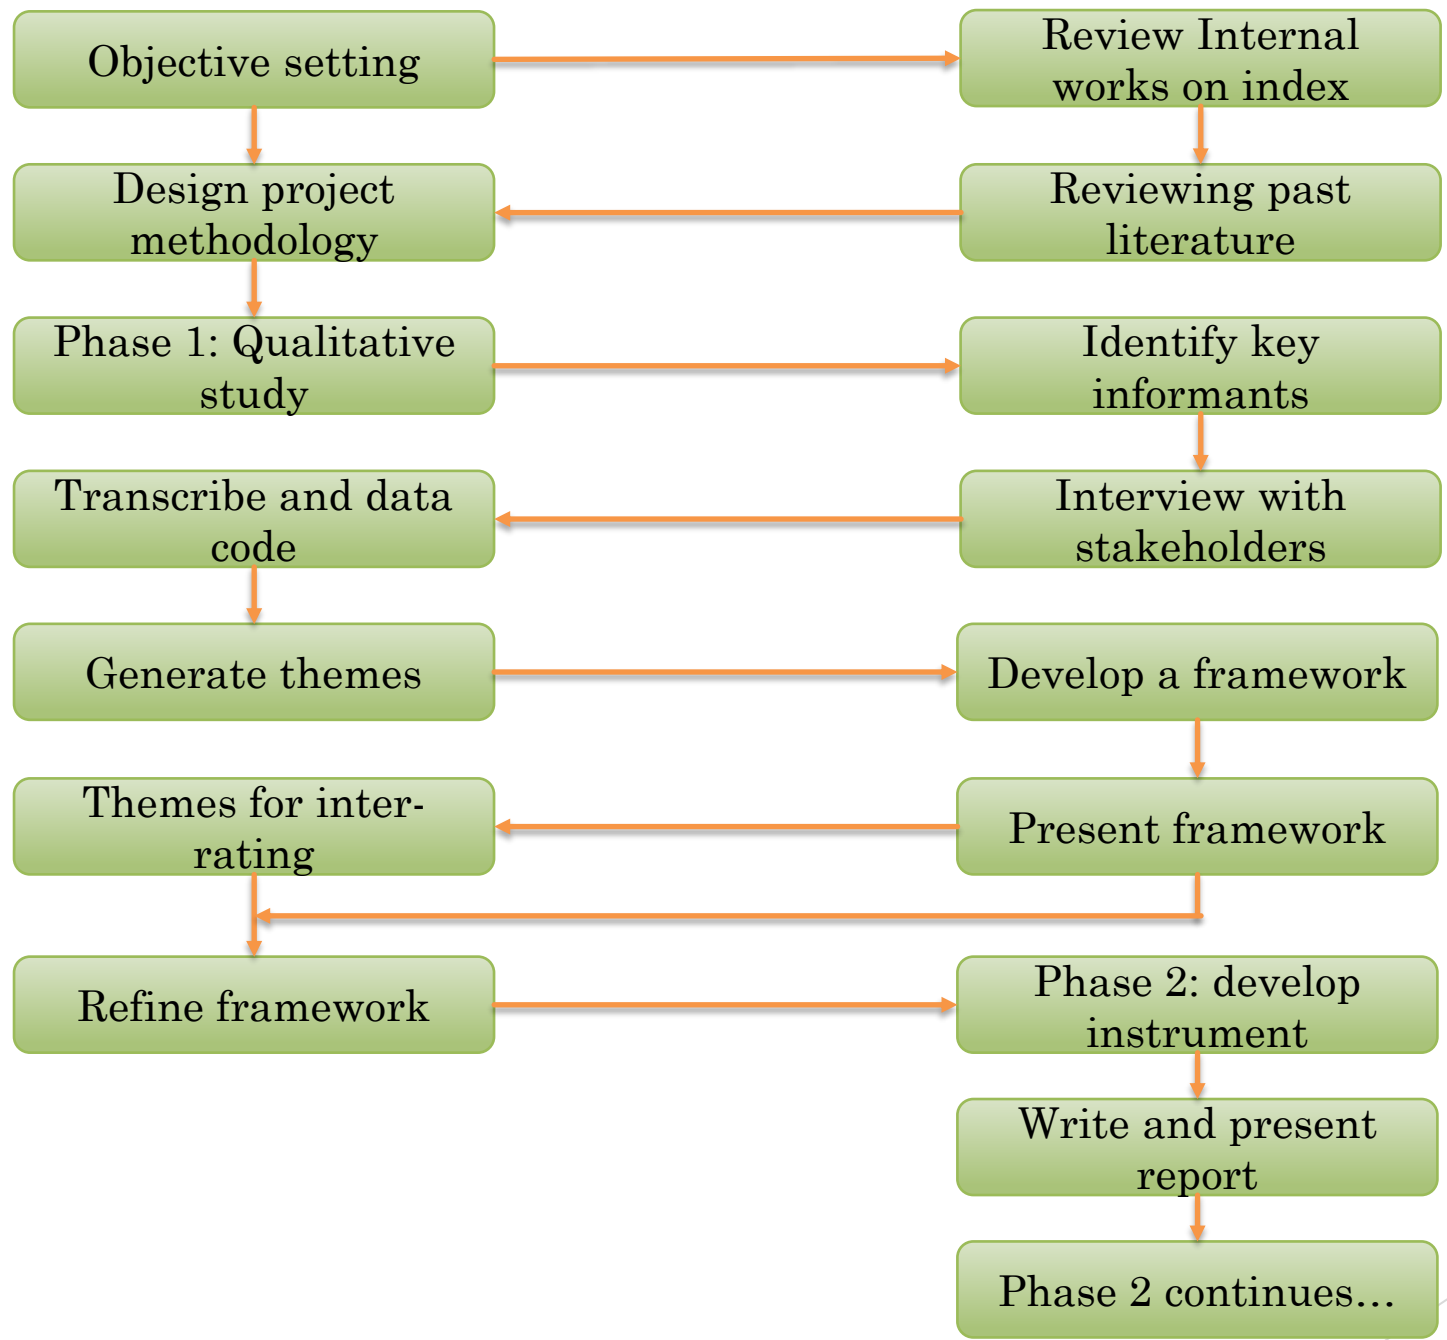 Objective setting
Review Internal
works on index
Design project
methodology
Reviewing past
literature
Phase 1: Qualitative
study
Identify key
informants
Transcribe and data
code
Interview with
stakeholders
Generate themes
Develop a framework
Themes for inter-
rating
Present framework
Refine framework
Phase 2: develop
instrument
Write and present
report
Phase 2 continues...